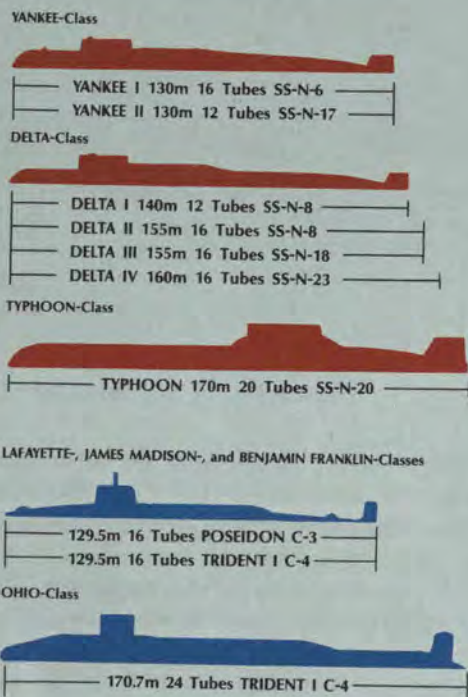 YANKEE-Class
YANKEE I 130m 16 Tubes SS-N-6
YANKEE II 130m 12 Tubes SS-N-17
DELTA-Class
DELTA I 140m 12 Tubes SS-N-8
DELTA II 155m 16 Tubes SS-N-8
DELTA III 155m 16 Tubes SS-N-18
DELTA IV 160m 16 Tubes SS-N-23
TYPHOON-Class
TYPHOON 170m 20 Tubes SS-N-20
LAFAYETTE-, JAMES MADISON-, and BENJAMIN FRANKLIN-Classes
129.5m 16 Tubes POSEIDON C-3
129.5m 16 Tubes TRIDENT I C-4
OHIO-Class
170.7m 24 Tubes TRIDENT I C-4